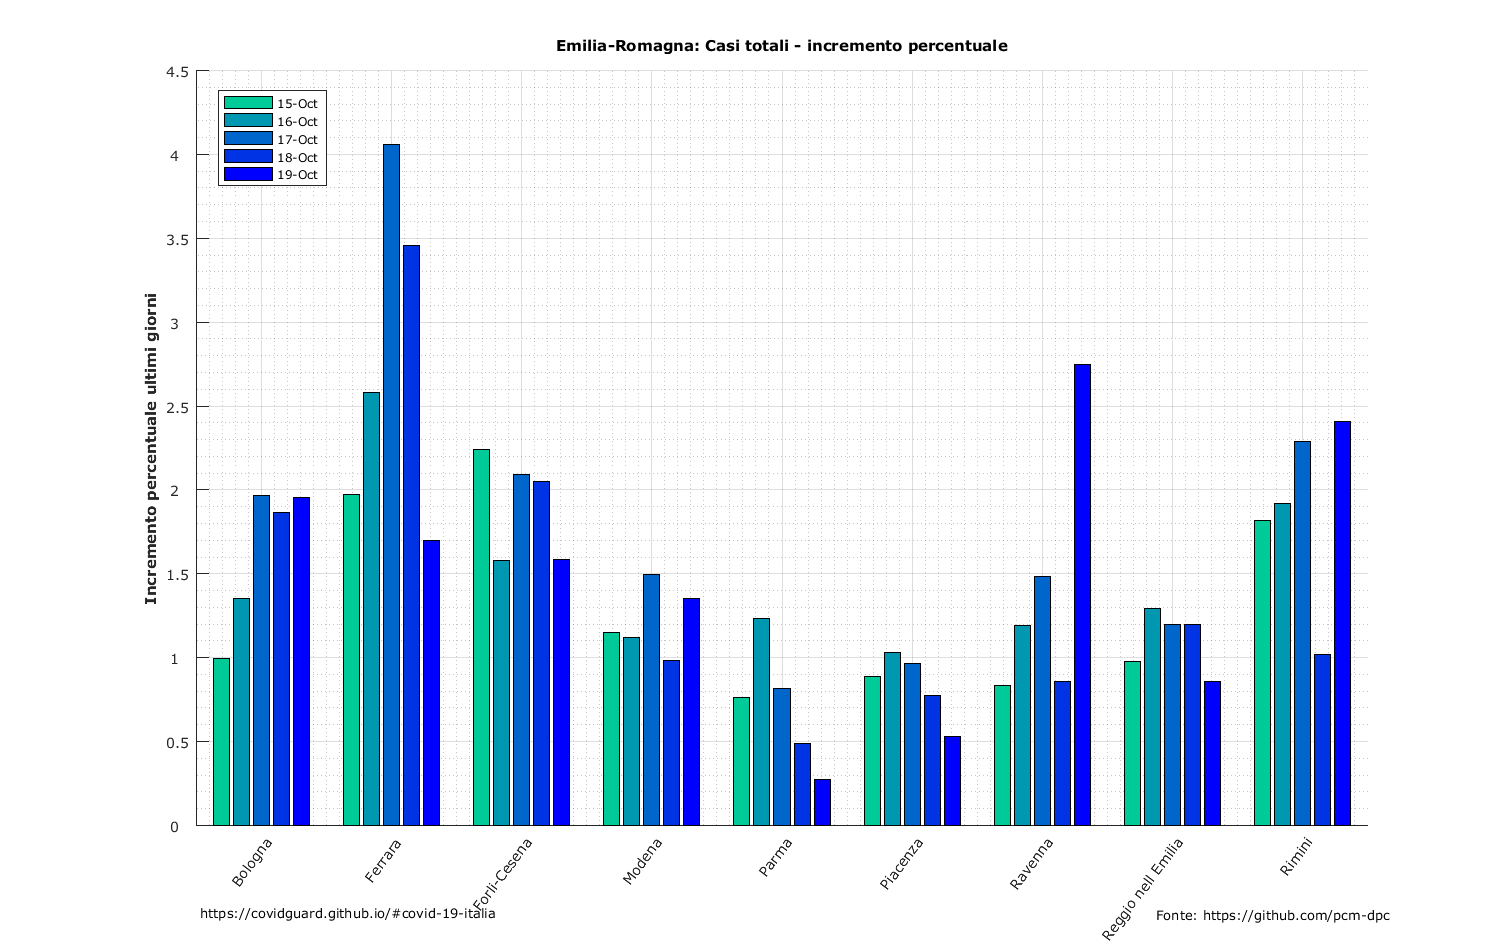 Emilia-Romagna: Casi totali - incremento percentuale
4.5
4
3.5
3
2.5
2
1.5
1
0.5
0
Incremento percentuale ultimi giorni
15-Oct
16-Oct
17-Oct
18-Oct
19-Oct
Bologna
Ferrara
Forlì-Cesena
Modena
Parma
Piacenza
Ravenna
Reggio nell Emilia
Rimini
https://covidguard.github.io/#covid-19-italia
Fonte: https://github.com/pcm-dpc